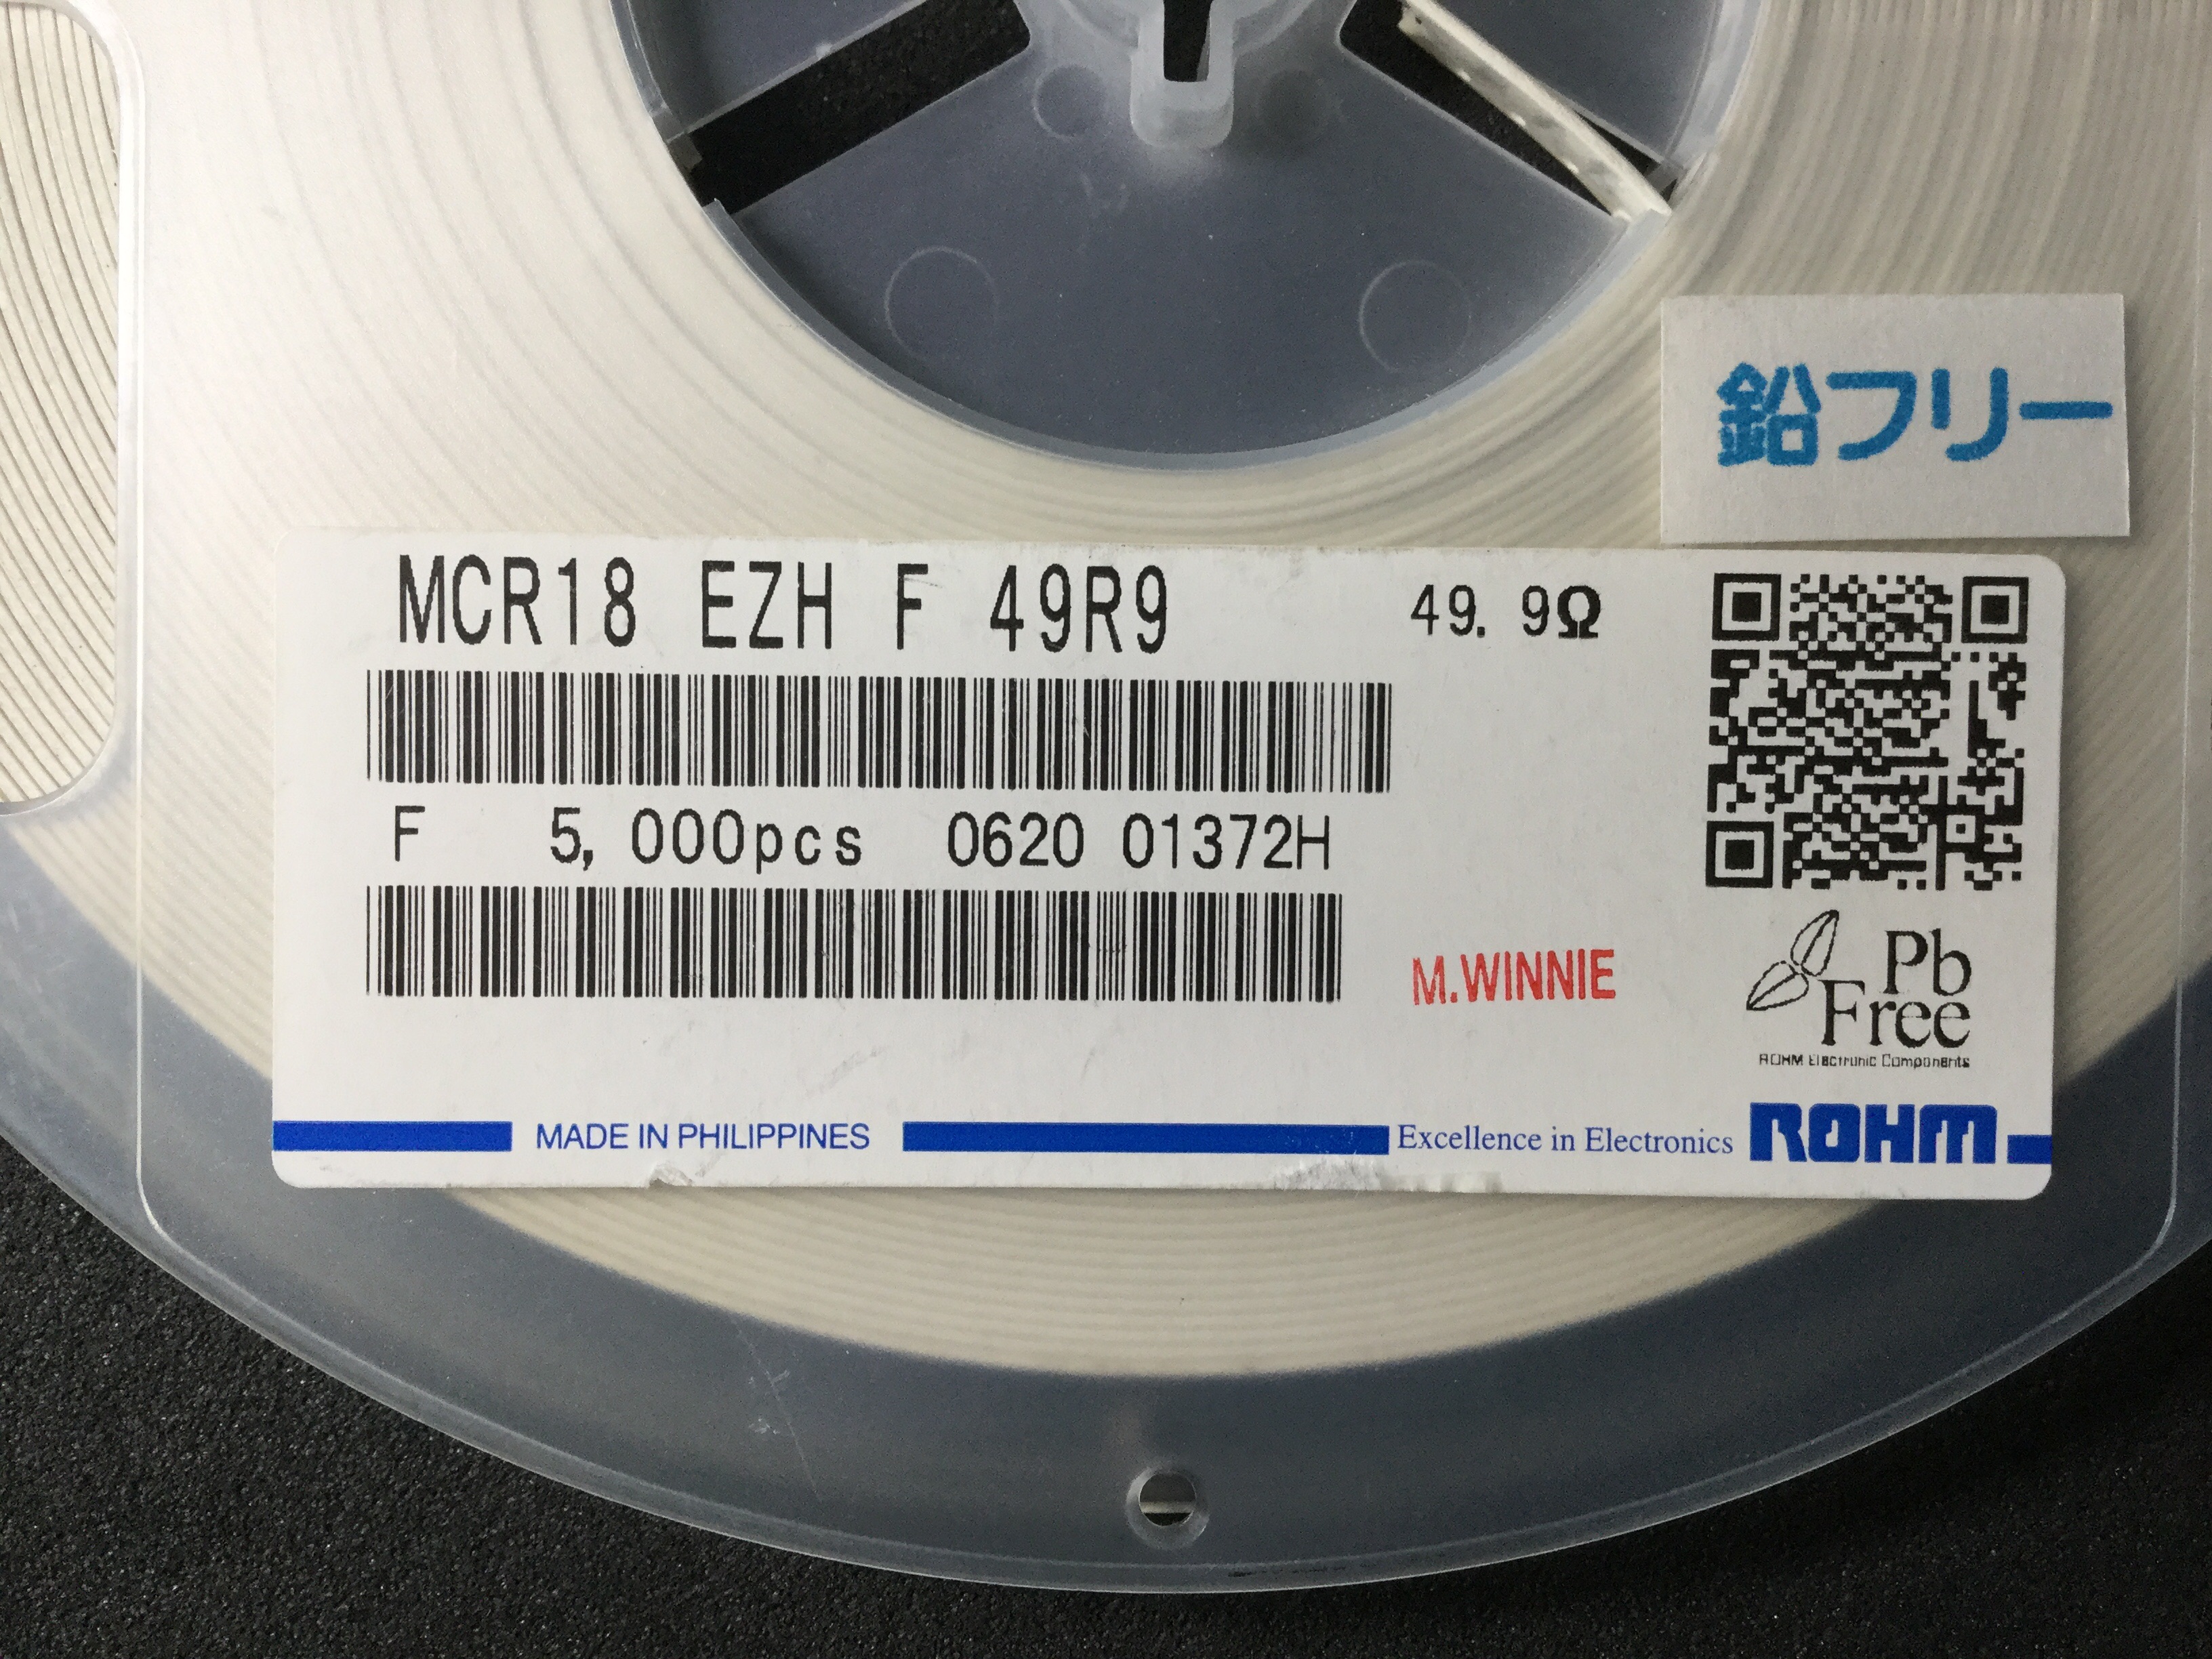 鉛フリー
MCR18 EZH F 49R9 49.9Ω
F 5,000pcs 0620 01372H
M.WINNIE
Pb
Free
ROHM Electronic Components
MADE IN PHILIPPINES Excellence in Electronics ROHM